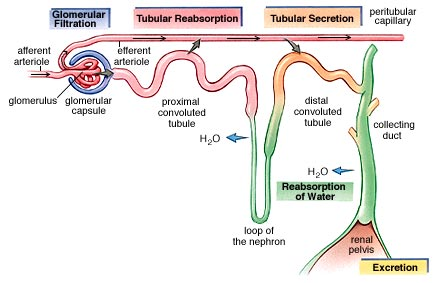 Glomerular
Filtration
Tubular Reabsorption
Tubular Secretion
peritubular
capillary
afferent
arteriole
efferent
arteriole
glomerulus
glomerular
capsule
proximal
convoluted
tubule
distal
convoluted
tubule
collecting
duct
H₂O
H₂O
Reabsorption
of Water
loop of
the nephron
renal
pelvis
Excretion